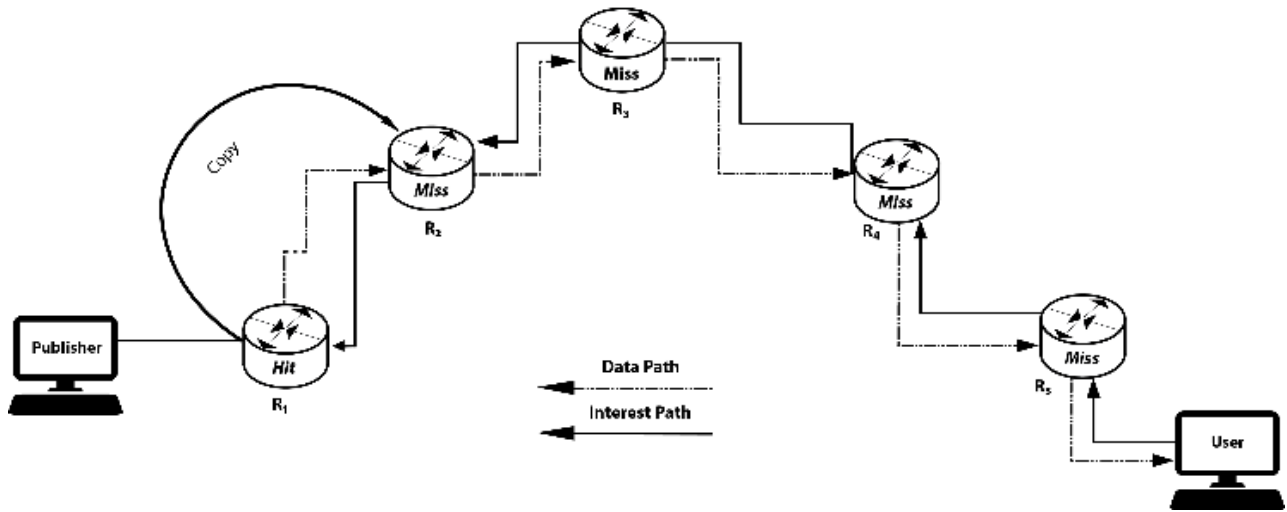 Miss
R₃
Copy
Miss
R₂
Miss
R₄
Publisher
Hit
R₁
Data Path
Interest Path
Miss
R₅
User